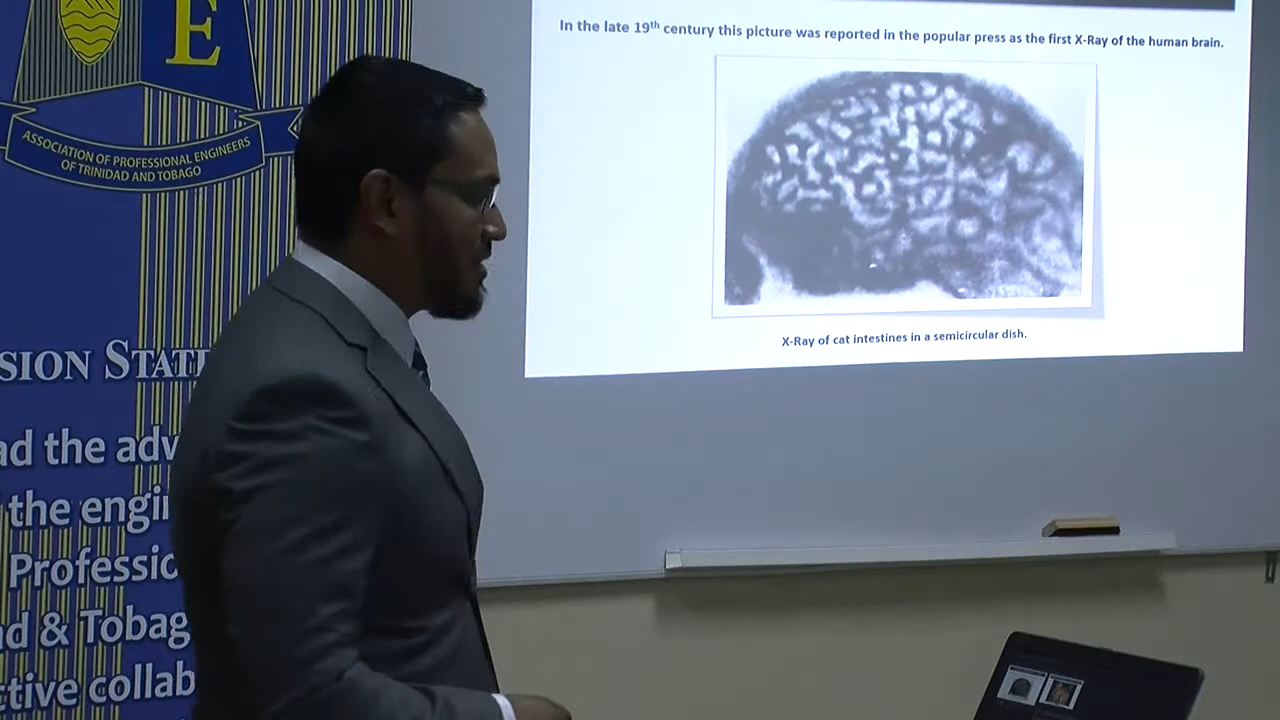 E
ASSOCIATION OF PROFESSIONAL ENGINEERS
OF TRINIDAD AND TOBAGO
SION STAT
ad the adv
the engi
Professio
d & Tobag
ctive collab
In the late 19th century this picture was reported in the popular press as the first X-Ray of the human brain.
X-Ray of cat intestines in a semicircular dish.